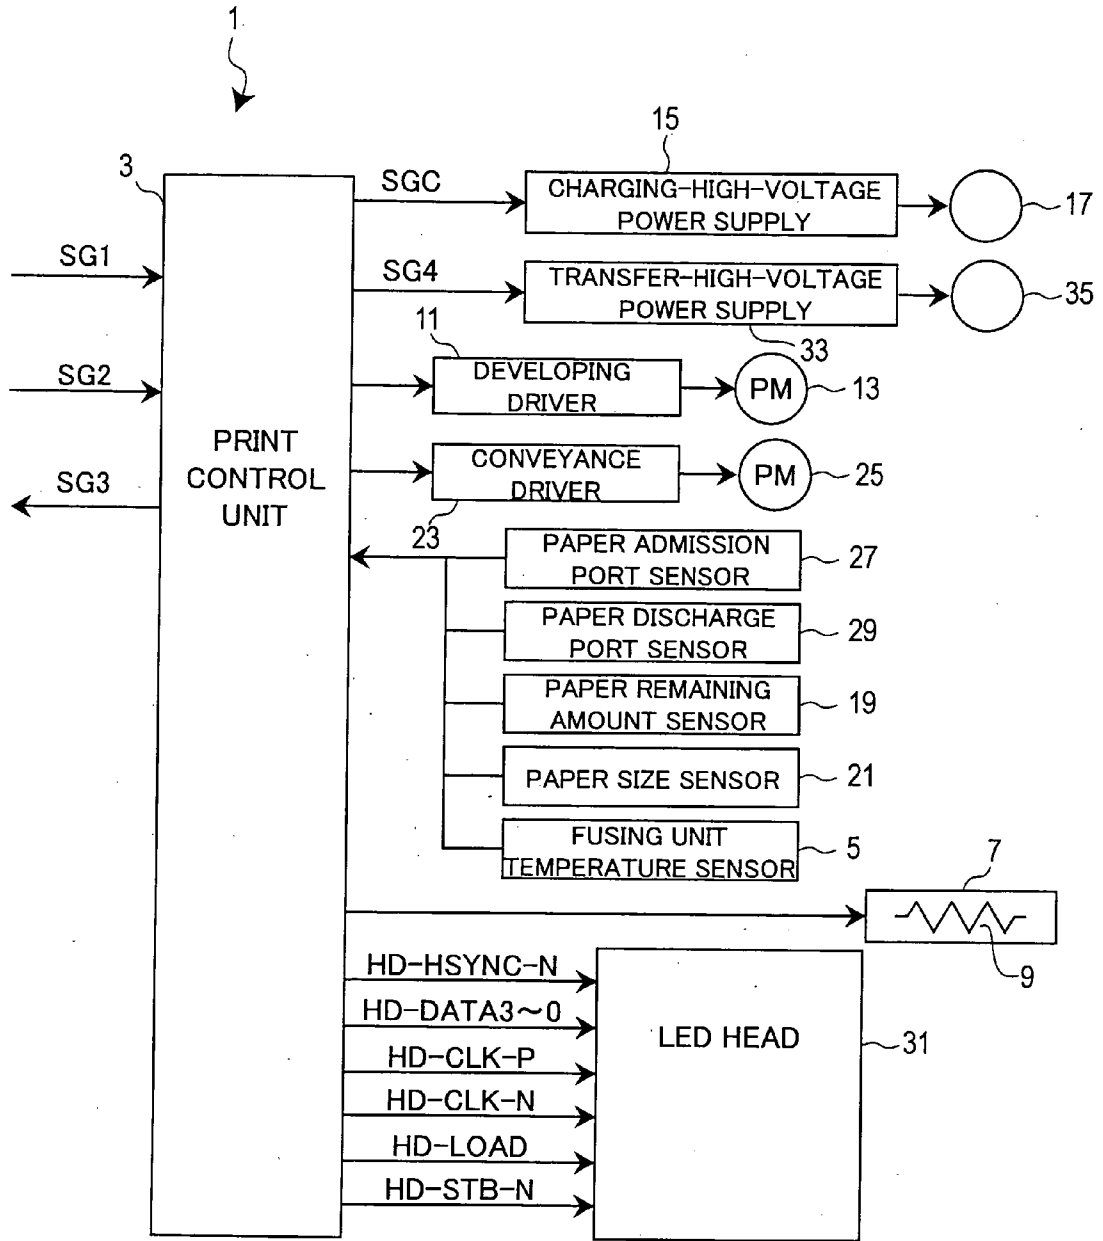 1
15
3
SGC
CHARGING-HIGH-VOLTAGE
POWER SUPPLY
17
SG1
SG4
TRANSFER-HIGH-VOLTAGE
POWER SUPPLY
35
33
11
DEVELOPING
DRIVER
PM
13
SG2
PRINT
CONTROL
UNIT
CONVEYANCE
DRIVER
PM
25
SG3
23
PAPER ADMISSION
PORT SENSOR
27
PAPER DISCHARGE
PORT SENSOR
29
PAPER REMAINING
AMOUNT SENSOR
19
PAPER SIZE SENSOR
21
FUSING UNIT
TEMPERATURE SENSOR
5
7
9
HD-HSYNC-N
HD-DATA3~0
HD-CLK-P
HD-CLK-N
HD-LOAD
HD-STB-N
LED HEAD
31